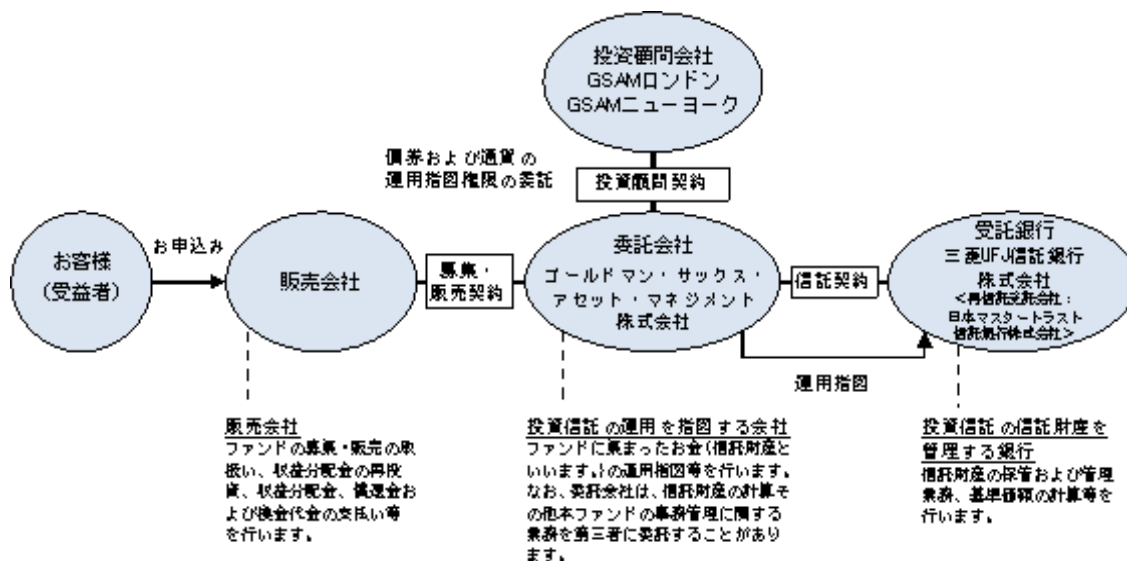 投資顧問会社
GSAMロンドン
GSAMニューヨーク
債券および通貨の
運用指図権限の委託
投資顧問契約
お客様
(受益者)
お申込み
販売会社
募集・
販売契約
委託会社
ゴールドマン・サックス・
アセット・マネジメント
株式会社
信託契約
受託銀行
三菱UFJ信託銀行
株式会社
<再信託受託会社:
日本マスタートラスト
信託銀行株式会社>
運用指図
販売会社
ファンドの募集・販売の取
扱い、収益分配金の再投
資、収益分配金、償還金お
よび換金代金の支払い等
を行います。
投資信託の運用を指図する会社
ファンドに集まったお金(信託財産と
いいます。)の運用指図等を行います。
なお、委託会社は、信託財産の計算そ
の他本ファンドの事務管理に関する
業務を第三者に委託することがあり
ます。
投資信託の信託財産を
管理する銀行
信託財産の保管および管理
業務、基準価額の計算等を
行います。